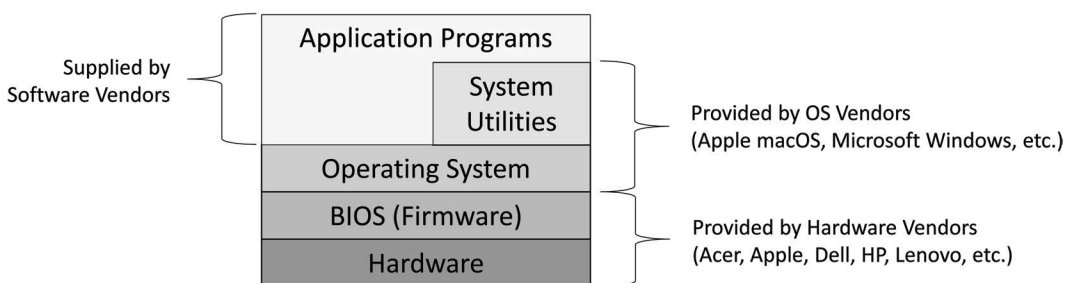 Application Programs
Supplied by
Software Vendors
System
Utilities
Provided by OS Vendors
(Apple macOS, Microsoft Windows, etc.)
Operating System
BIOS (Firmware)
Provided by Hardware Vendors
(Acer, Apple, Dell, HP, Lenovo, etc.)
Hardware